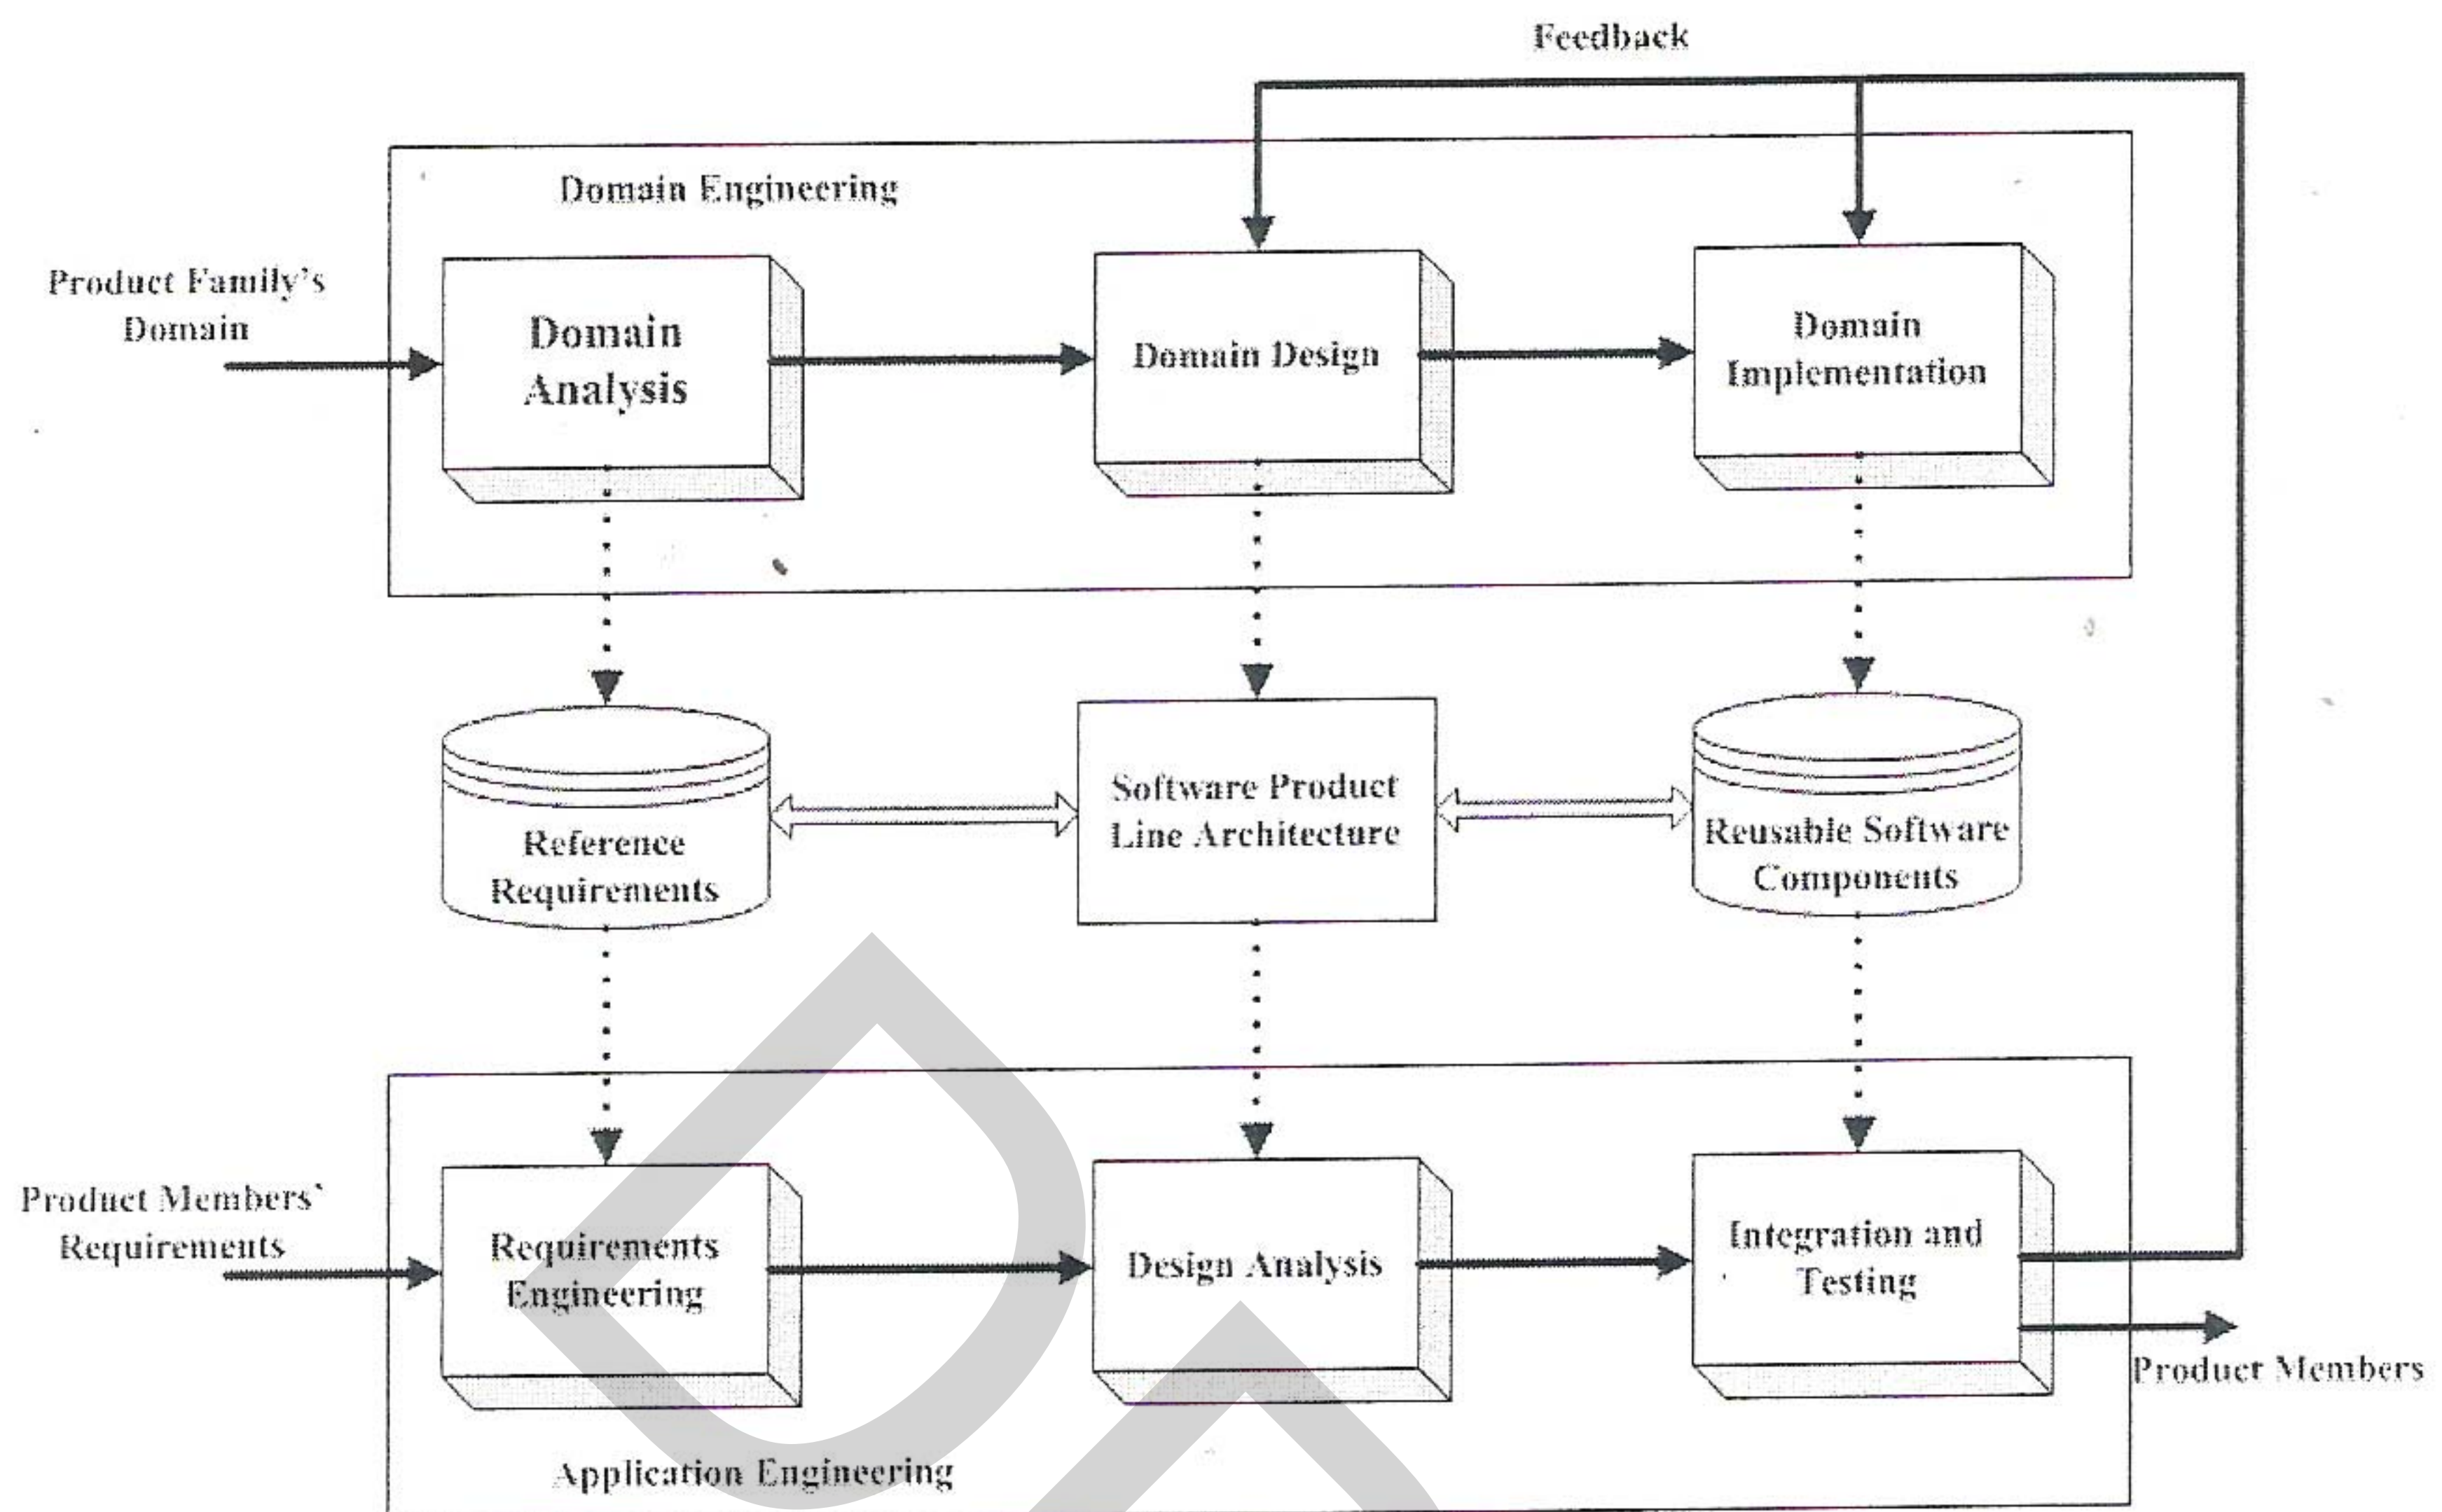 Feedback
Domain Engineering
Product Family's
Domain
Domain
Analysis
Domain Design
Domain
Implementation
Reference
Requirements
Software Product
Line Architecture
Reusable Software
Components
Product Members`
Requirements
Requirements
Engineering
Design Analysis
Integration and
Testing
Product Members
Application Engineering